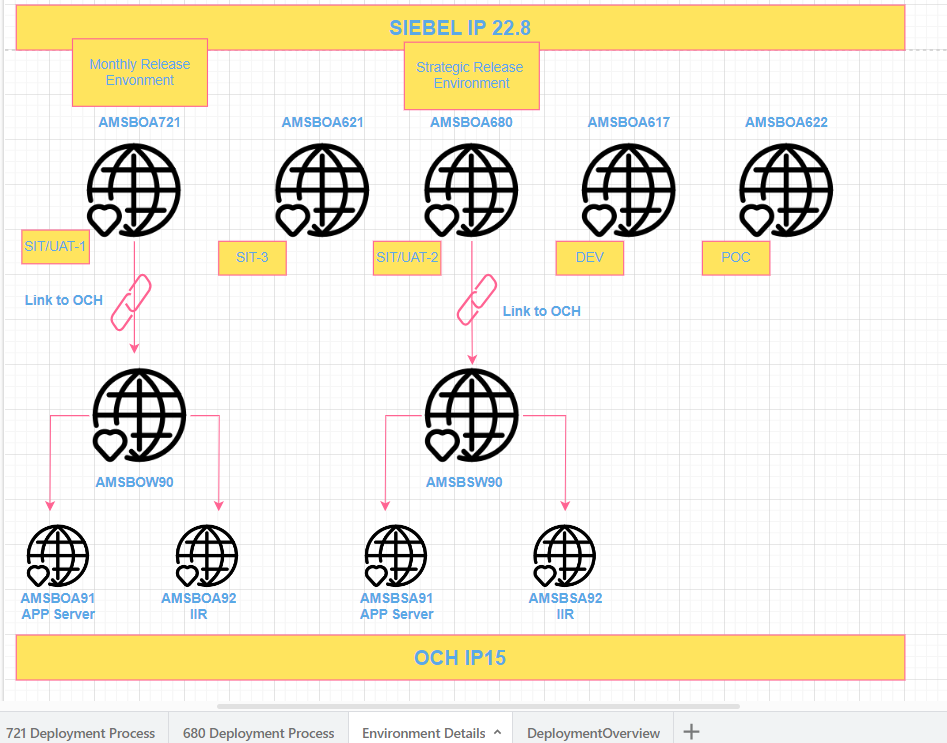 SIEBEL IP 22.8
Monthly Release
Envonment
Strategic Release
Environment
AMSBOA721
AMSBOA621
AMSBOA680
AMSBOA617
AMSBOA622
SIT/UAT-1
SIT-3
SIT/UAT-2
DEV
POC
Link to OCH
Link to OCH
AMSBOW90
AMSBSW90
AMSBOA91
APP Server
AMSBOA92
IIR
AMSBSA91
APP Server
AMSBSA92
IIR
OCH IP15
721 Deployment Process
680 Deployment Process
Environment Details
DeploymentOverview